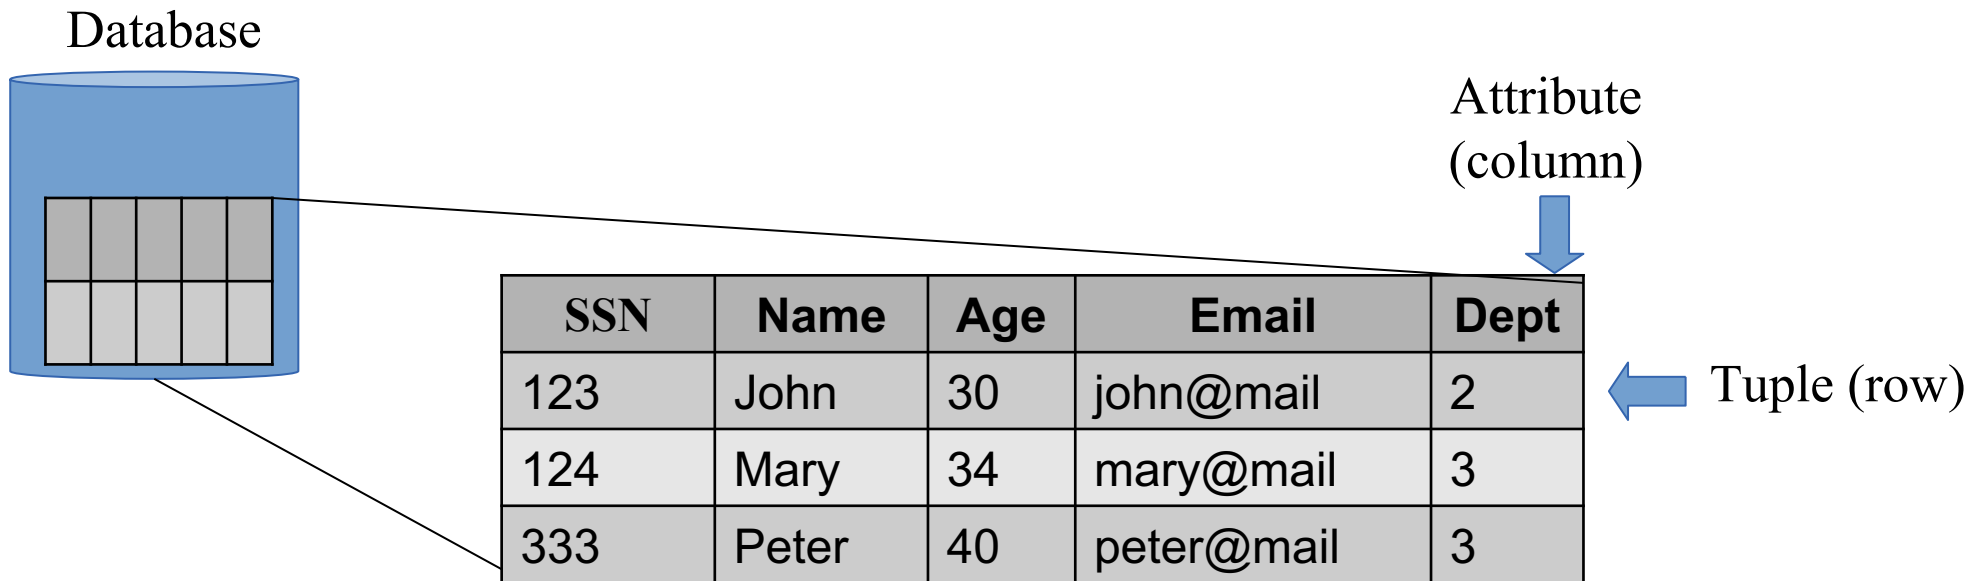 Database
Attribute
(column)
SSN Name Age Email Dept
123 John 30 john@mail 2
Tuple (row)
124 Mary 34 mary@mail 3
333 Peter 40 peter@mail 3